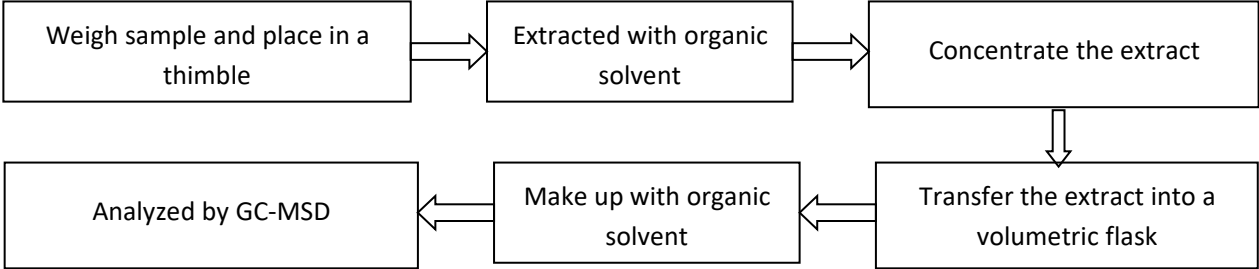 Weigh sample and place in a
thimble
Extracted with organic
solvent
Concentrate the extract
Transfer the extract into a
volumetric flask
Make up with organic
solvent
Analyzed by GC-MSD